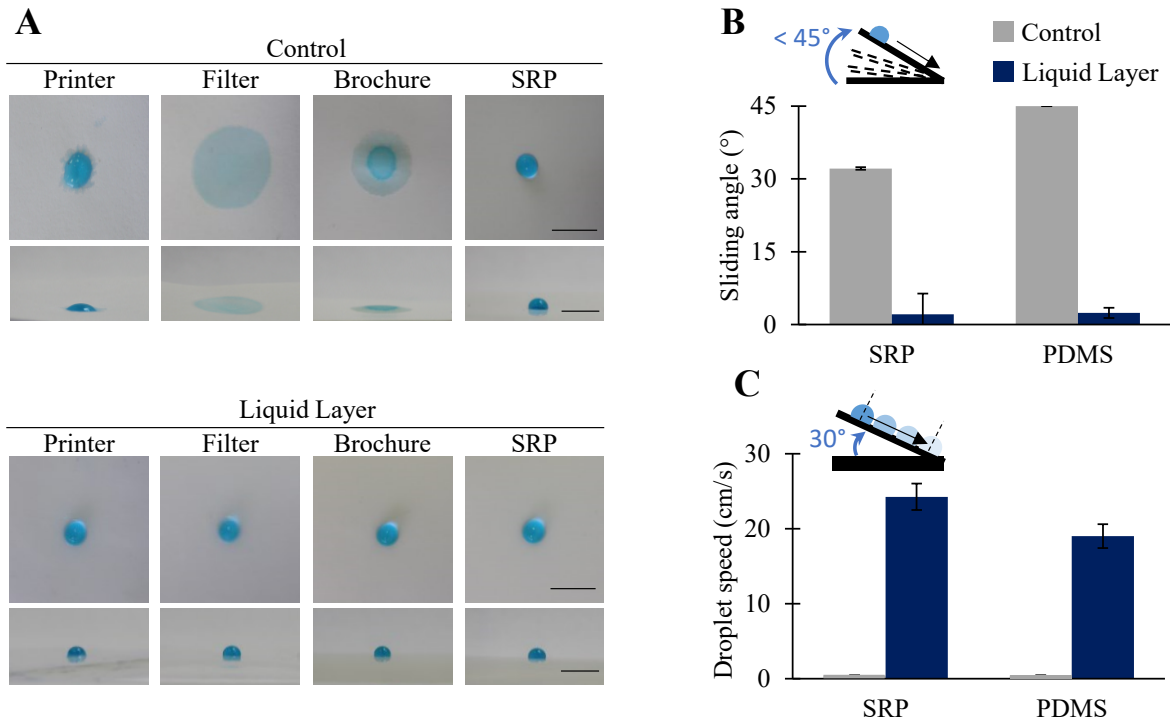 A
Control
Printer Filter Brochure SRP
Liquid Layer
Printer Filter Brochure SRP
B
< 45°
Control
Liquid Layer
Sliding angle (°)
45
30
15
0
SRP PDMS
C
30°
Droplet speed (cm/s)
30
20
10
0
SRP PDMS